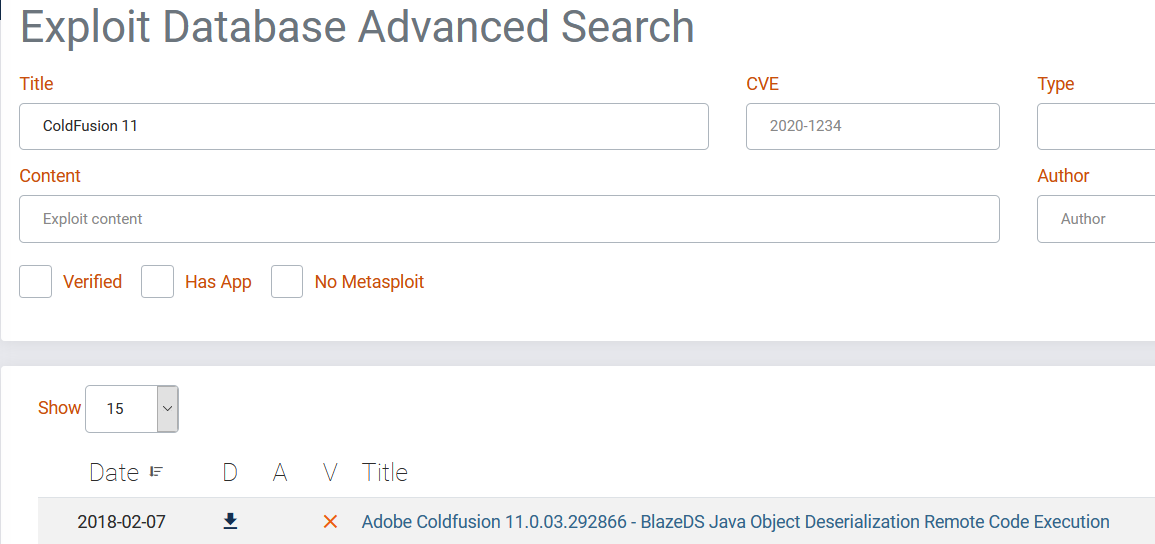 Exploit Database Advanced Search
Title CVE Type
ColdFusion 11 2020-1234
Content Author
Exploit content Author
Verified Has App No Metasploit
Show 15
Date D A V Title
2018-02-07 Adobe Coldfusion 11.0.03.292866 - BlazeDS Java Object Deserialization Remote Code Execution